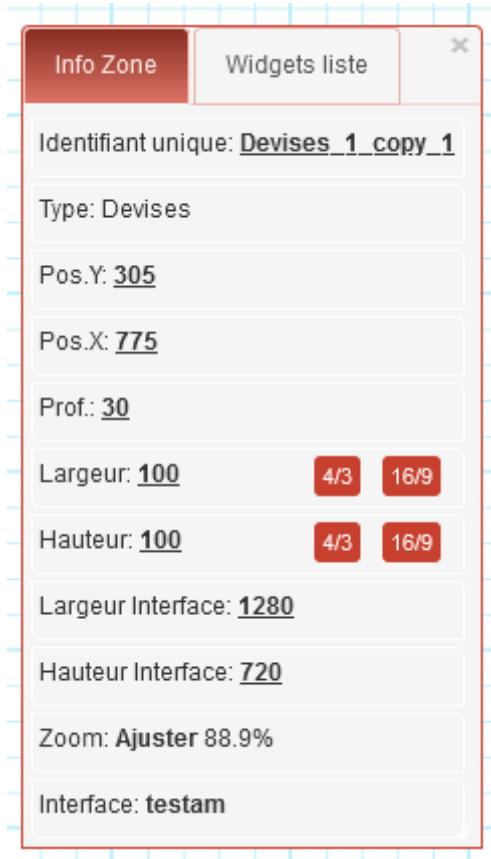 Info Zone Widgets liste ×
Identifiant unique: Devises_1_copy_1
Type: Devises
Pos.Y: 305
Pos.X: 775
Prof.: 30
Largeur: 100 4/3 16/9
Hauteur: 100 4/3 16/9
Largeur Interface: 1280
Hauteur Interface: 720
Zoom: Ajuster 88.9%
Interface: testam